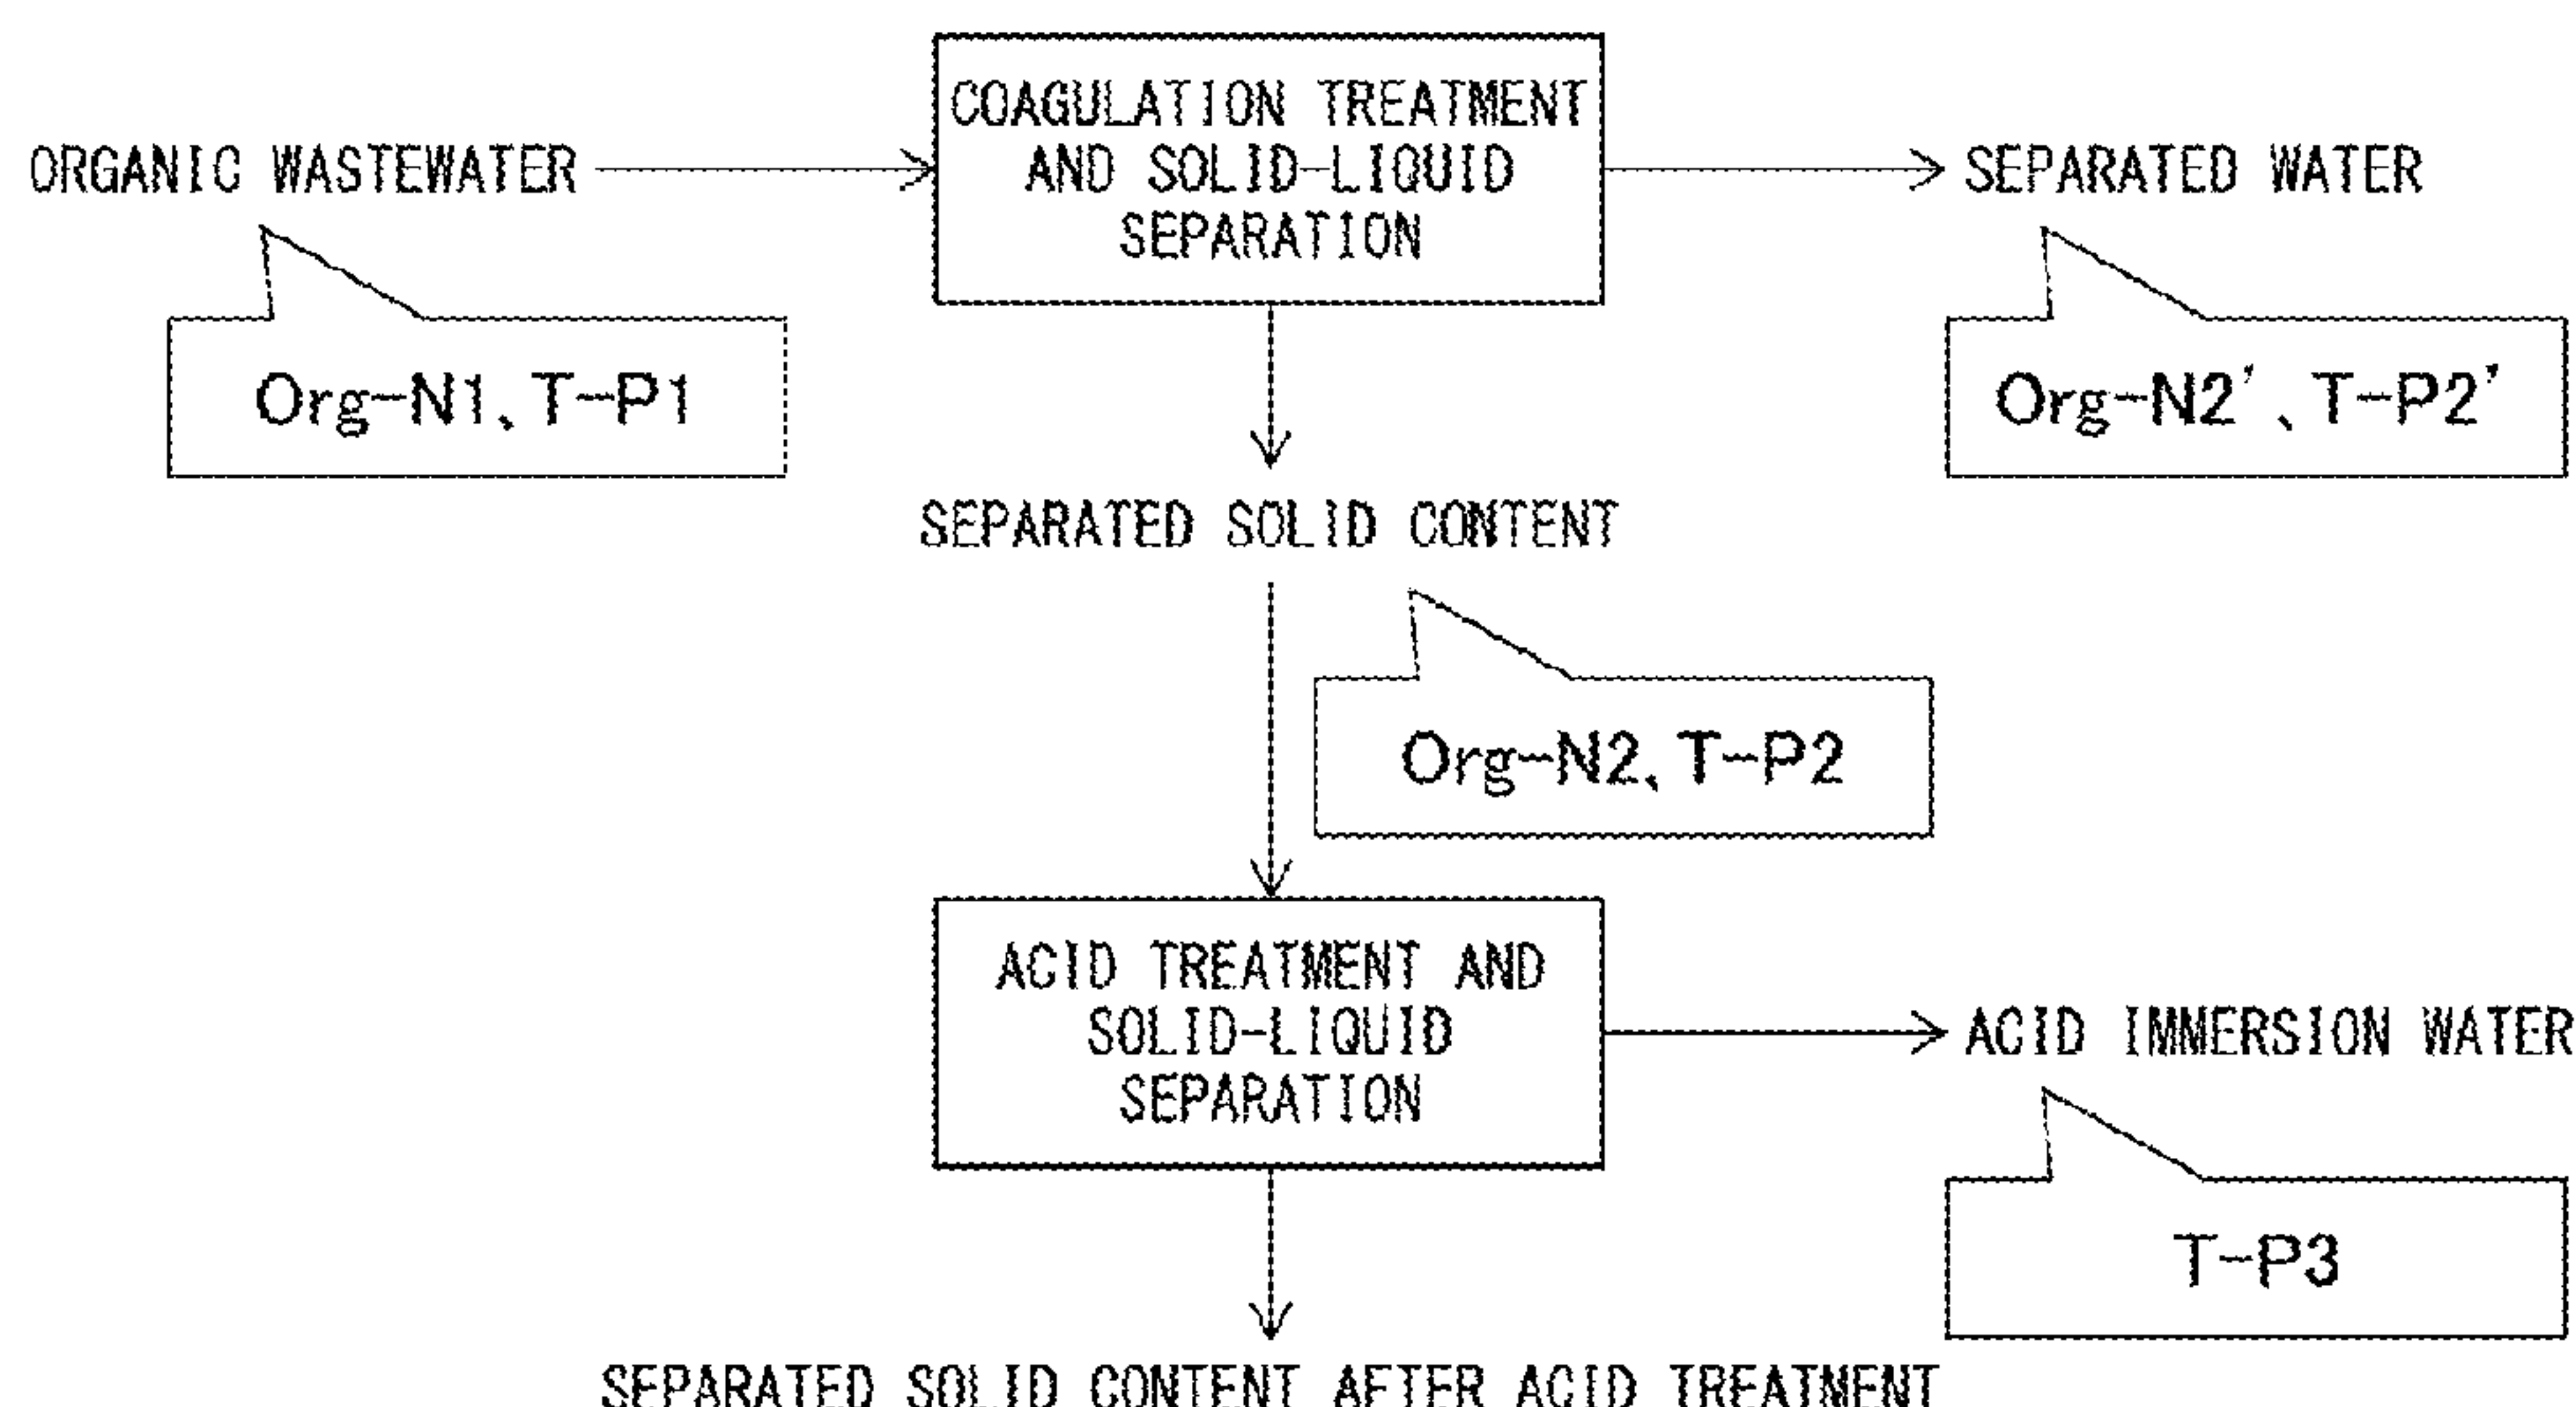 COAGULATION TREATMENT
AND SOLID-LIQUID
SEPARATION
ORGANIC WASTEWATER
SEPARATED WATER
Org-N1、T-P1
Org-N2'、T-P2'
SEPARATED SOLID CONTENT
Org-N2、T-P2
ACID TREATMENT AND
SOLID-LIQUID
SEPARATION
ACID IMMERSION WATER
T-P3
SEPARATED SOLID CONTENT AFTER ACID TREATMENT